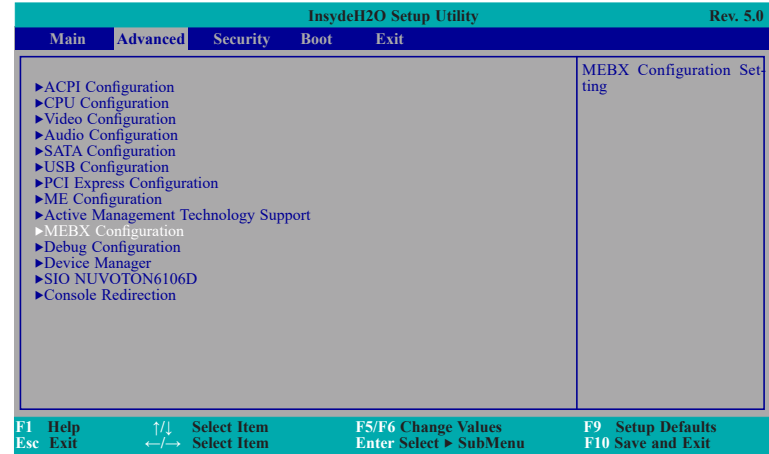 InsydeH2O Setup Utility Rev. 5.0
Main Advanced Security Boot Exit
►ACPI Configuration
►CPU Configuration
►Video Configuration
►Audio Configuration
►SATA Configuration
►USB Configuration
►PCI Express Configuration
►ME Configuration
►Active Management Technology Support
►MEBX Configuration
►Debug Configuration
►Device Manager
►SIO NUVOTON6106D
►Console Redirection
MEBX Configuration Set-
ting
F1 Help ↑/↓ Select Item F5/F6 Change Values F9 Setup Defaults
Esc Exit ←/→ Select Item Enter Select ► SubMenu F10 Save and Exit